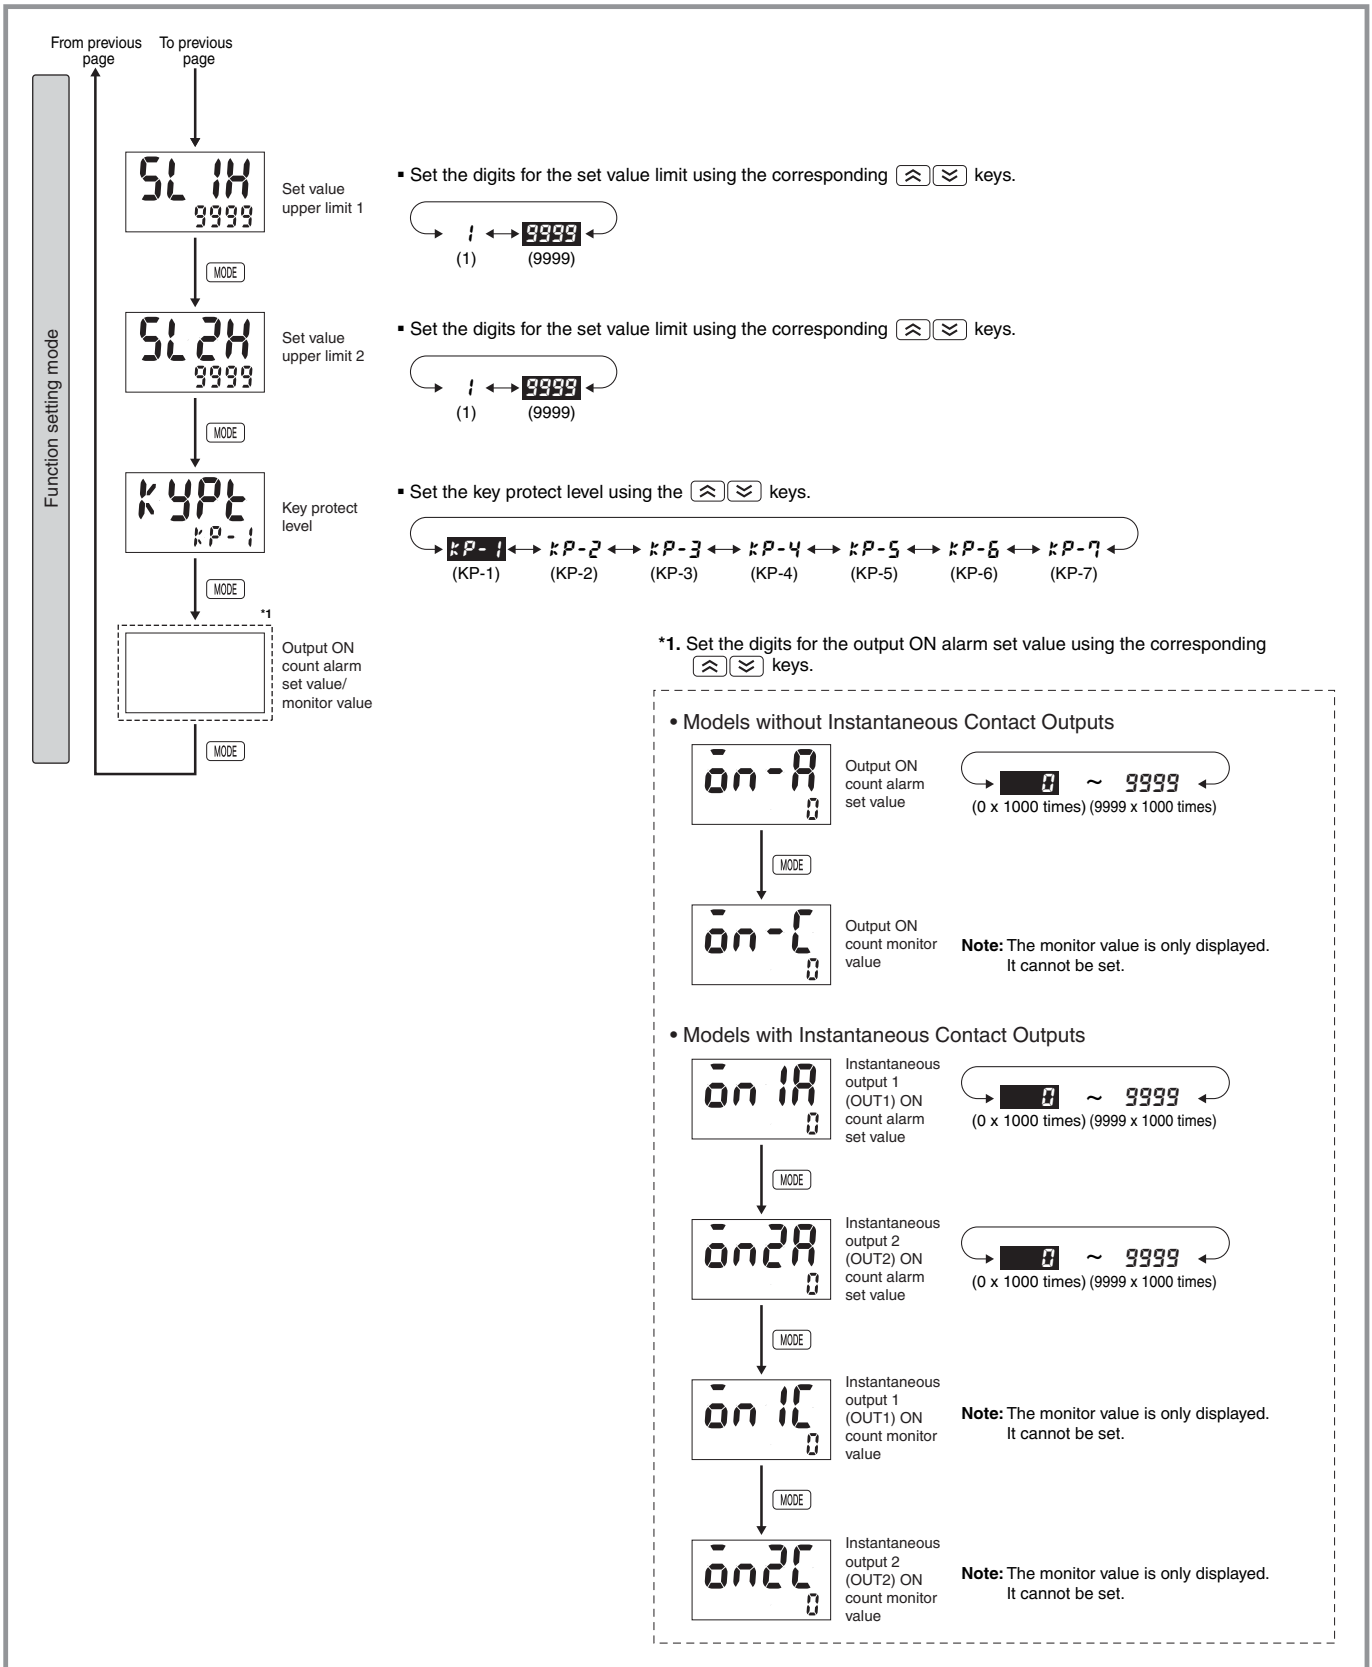 From previous page
To previous page
Function setting mode
SL1H
9999
Set value
upper limit 1
▪ Set the digits for the set value limit using the corresponding keys.
1 9999
(1) (9999)
MODE
SL2H
9999
Set value
upper limit 2
▪ Set the digits for the set value limit using the corresponding keys.
1 9999
(1) (9999)
MODE
KYPt
KP-1
Key protect
level
▪ Set the key protect level using the keys.
KP-1 KP-2 KP-3 KP-4 KP-5 KP-6 KP-7
(KP-1) (KP-2) (KP-3) (KP-4) (KP-5) (KP-6) (KP-7)
MODE
*1
Output ON
count alarm
set value/
monitor value
MODE
*1. Set the digits for the output ON alarm set value using the corresponding
keys.
• Models without Instantaneous Contact Outputs
ōn-A
0
Output ON
count alarm
set value
0 ~ 9999
(0 x 1000 times) (9999 x 1000 times)
MODE
ōn-C
0
Output ON
count monitor
value
Note: The monitor value is only displayed.
It cannot be set.
• Models with Instantaneous Contact Outputs
ōn1A
0
Instantaneous
output 1
(OUT1) ON
count alarm
set value
0 ~ 9999
(0 x 1000 times) (9999 x 1000 times)
MODE
ōn2A
0
Instantaneous
output 2
(OUT2) ON
count alarm
set value
0 ~ 9999
(0 x 1000 times) (9999 x 1000 times)
MODE
ōn1C
0
Instantaneous
output 1
(OUT1) ON
count monitor
value
Note: The monitor value is only displayed.
It cannot be set.
MODE
ōn2C
0
Instantaneous
output 2
(OUT2) ON
count monitor
value
Note: The monitor value is only displayed.
It cannot be set.